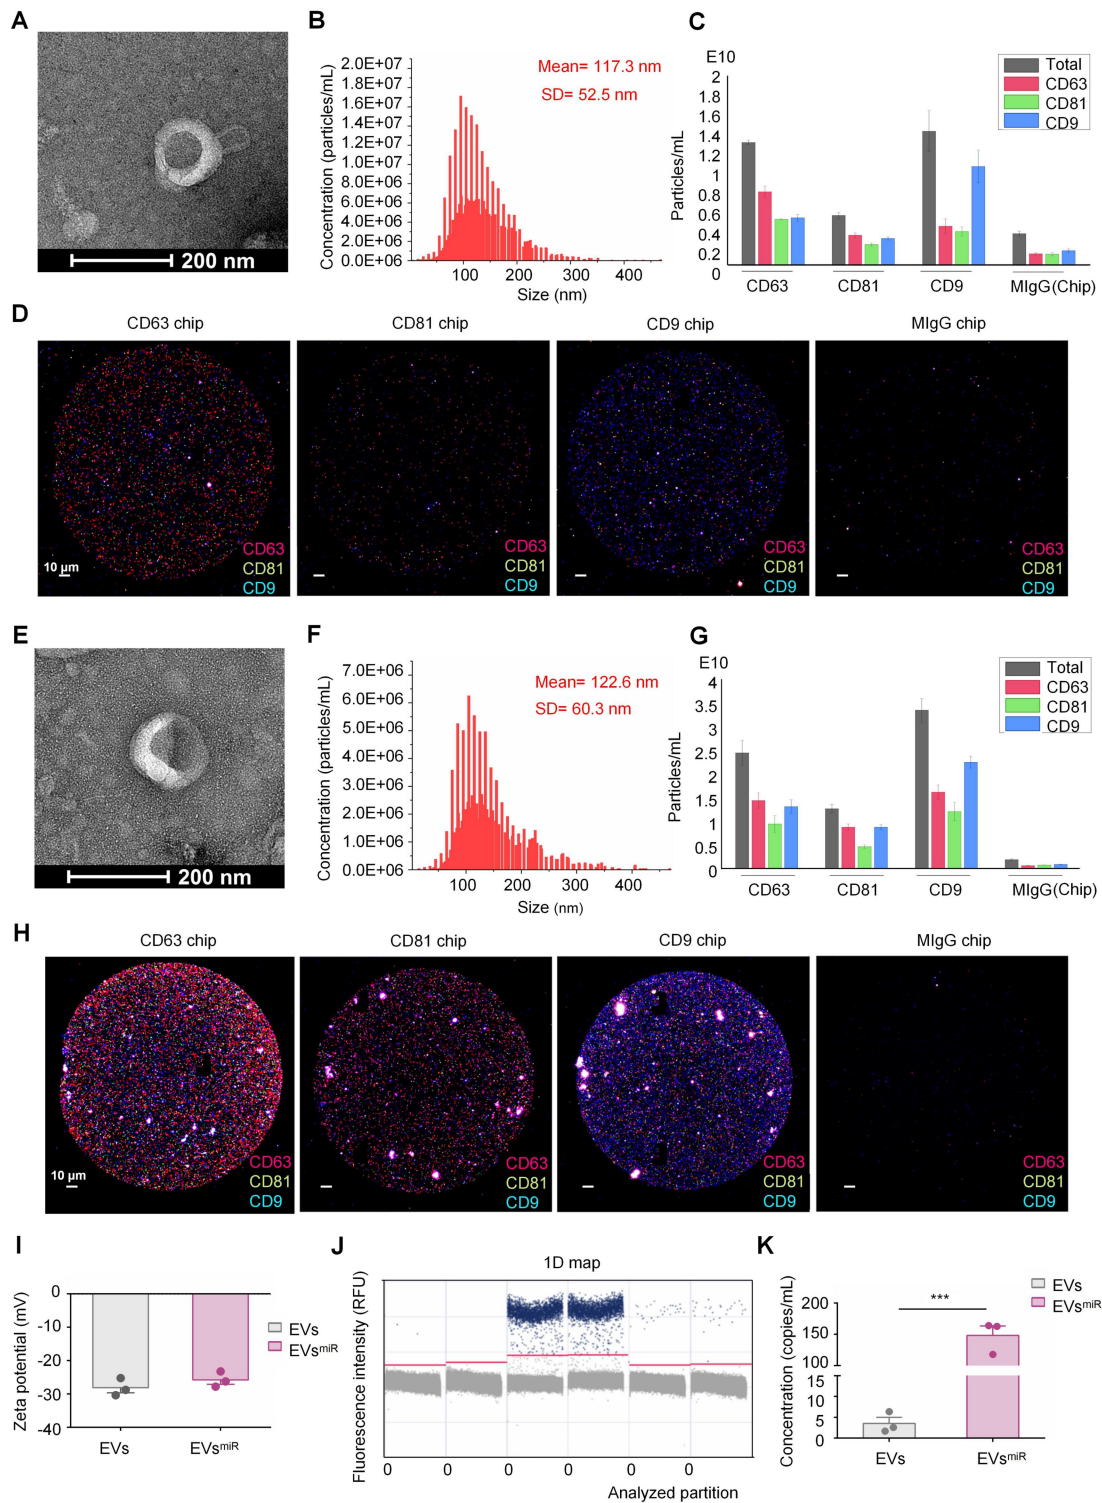 A
200 nm
B
Concentration (particles/mL)
2.0E+07
1.8E+07
1.6E+07
1.4E+07
1.2E+07
1.0E+07
8.0E+06
6.0E+06
4.0E+06
2.0E+06
0.0E+06
Mean= 117.3 nm
SD= 52.5 nm
100
200
300
400
Size (nm)
C
E10
Particles/mL
2
2
1.8
1.6
1.4
1.2
1
0.8
0.6
0.4
0.2
0
Total
CD63
CD81
CD9
CD63
CD81
CD9
MIgG(Chip)
D
CD63 chip
CD81 chip
CD9 chip
MIgG chip
CD63
CD81
CD9
10 μm
CD63
CD81
CD9
CD63
CD81
CD9
CD63
CD81
CD9
E
200 nm
F
Concentration (particles/mL)
7.0E+06
6.0E+06
5.0E+06
4.0E+06
3.0E+06
2.0E+06
1.0E+06
0.0E+06
Mean= 122.6 nm
SD= 60.3 nm
100
200
300
400
Size (nm)
G
E10
Particles/mL
4
3.5
3
2.5
2
1.5
1
0.5
0
Total
CD63
CD81
CD9
CD63
CD81
CD9
MIgG(Chip)
H
CD63 chip
CD81 chip
CD9 chip
MIgG chip
CD63
CD81
CD9
10 μm
CD63
CD81
CD9
CD63
CD81
CD9
CD63
CD81
CD9
I
Zeta potential (mV)
0
-10
-20
-30
-40
EVs
EVsmiR
EVs
EVsmiR
J
1D map
Fluorescence intensity (RFU)
0 0 0 0 0 0
Analyzed partition
K
Concentration (copies/mL)
200
150
100
15
10
5
0
***
EVs
EVsmiR
EVs
EVsmiR